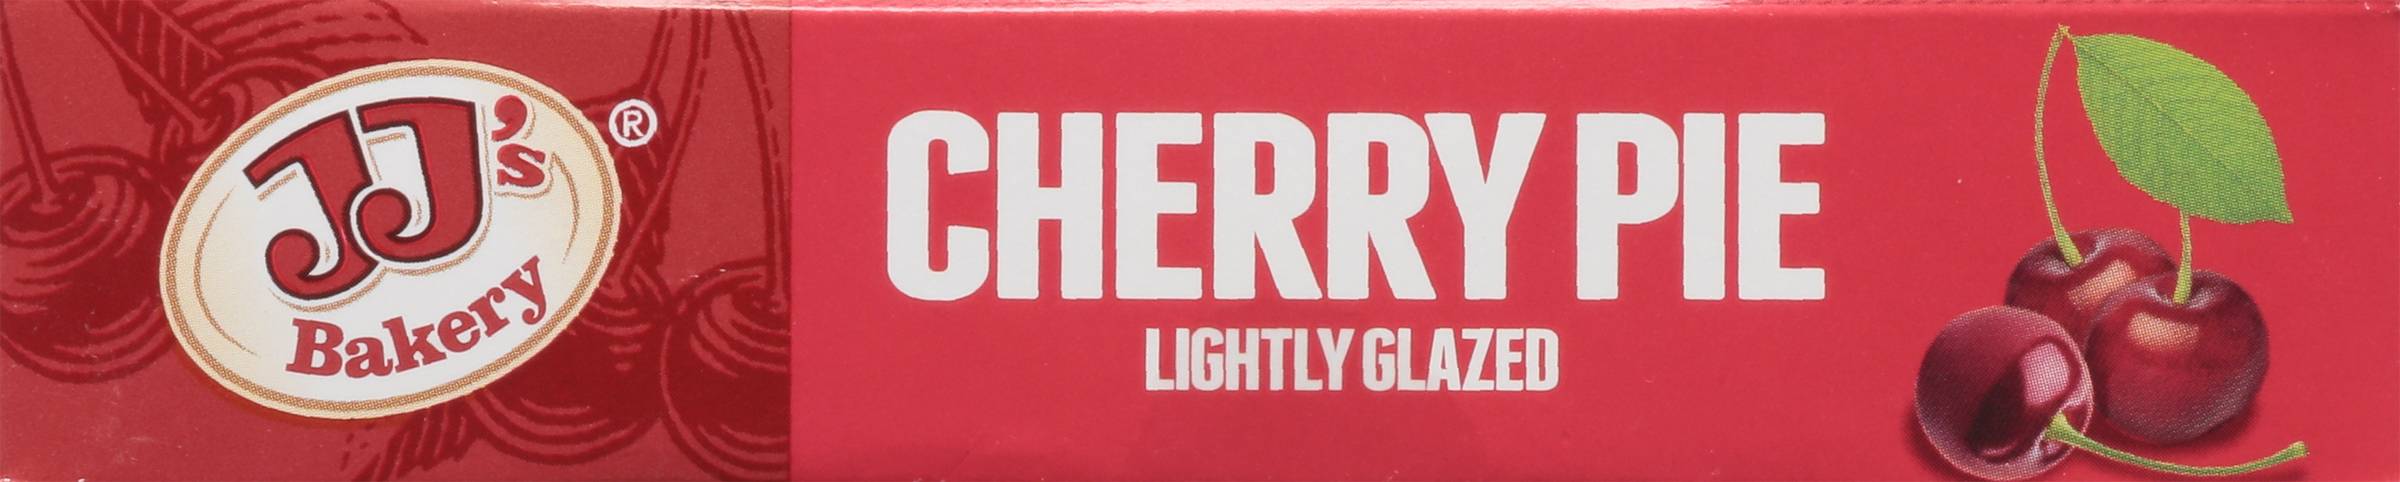 JJ's
Bakery
®
CHERRY PIE
LIGHTLY GLAZED